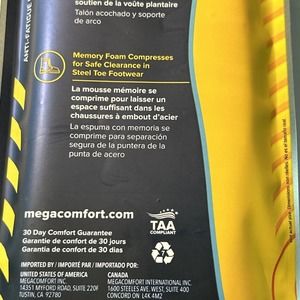 soutien de la voûte plantaire
Talón acochado y soporte
de arco
ANTI-FATIGUE
Memory Foam Compresses
for Safe Clearance in
Steel Toe Footwear
La mousse mémoire se
comprime pour laisser un
espace suffisant dans les
chaussures à embout d'acier
La espuma con memoria se
comprime para separación
segura de la puntera de la
punta de acero
megacomfort.com
TAA
COMPLIANT
30 Day Comfort Guarantee
Garantie de confort de 30 jours
Garantía de confort de 30 días
7
IMPORTED BY / IMPORTÉ PAR / IMPORTADO POR:
UNITED STATES OF AMERICA
MEGACOMFORT INC.
14351 MYFORD ROAD, SUITE 220F
TUSTIN, CA 92780
CANADA
MEGACOMFORT INTERNATIONAL INC.
1600 STEELES AVE. WEST, SUITE 400
CONCORD ON L4K 4M2